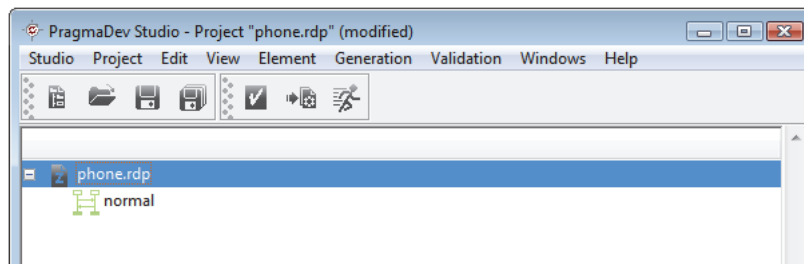 PragmaDev Studio - Project "phone.rdp" (modified)
Studio Project Edit View Element Generation Validation Windows Help
phone.rdp
normal